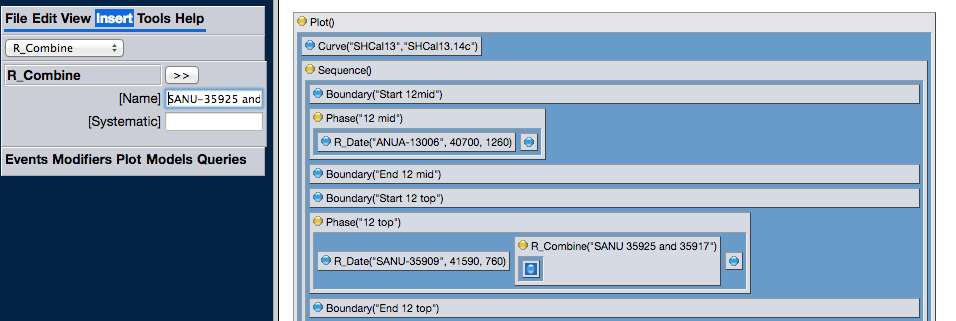 File Edit View Insert Tools Help
R_Combine
R_Combine >>
[Name] SANU-35925 and
[Systematic]
Events Modifiers Plot Models Queries
Plot()
Curve("SHCal13","SHCal13.14c")
Sequence()
Boundary("Start 12mid")
Phase("12 mid")
R_Date("ANUA-13006", 40700, 1260)
Boundary("End 12 mid")
Boundary("Start 12 top")
Phase("12 top")
R_Combine("SANU 35925 and 35917")
R_Date("SANU-35909", 41590, 760)
Boundary("End 12 top")